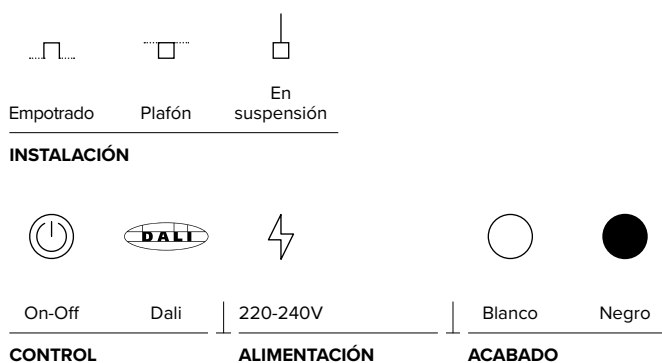 Empotrado
Plafón
En
suspensión
INSTALACIÓN
DALI
On-Off
Dali
220-240V
Blanco
Negro
CONTROL
ALIMENTACIÓN
ACABADO